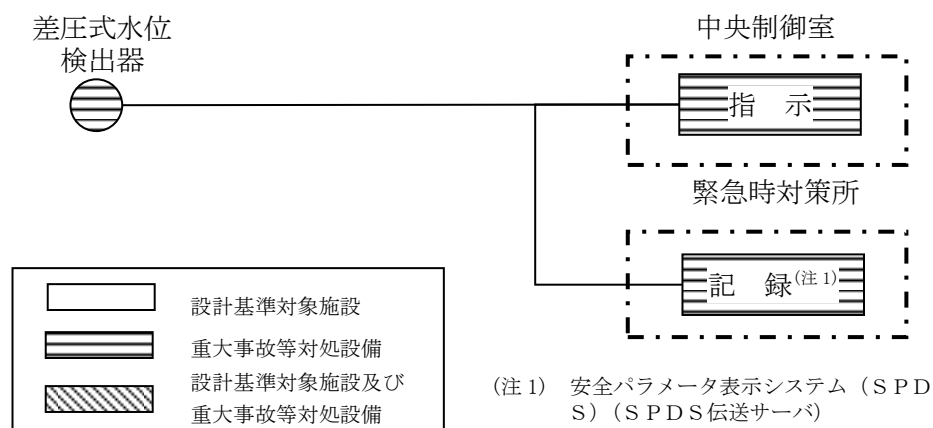 差圧式水位
検出器
中央制御室
指　示
緊急時対策所
記　録(注1)
設計基準対象施設
重大事故等対処設備
設計基準対象施設及び
重大事故等対処設備
(注1)　安全パラメータ表示システム（ＳＰＤ
Ｓ）（ＳＰＤＳ伝送サーバ）